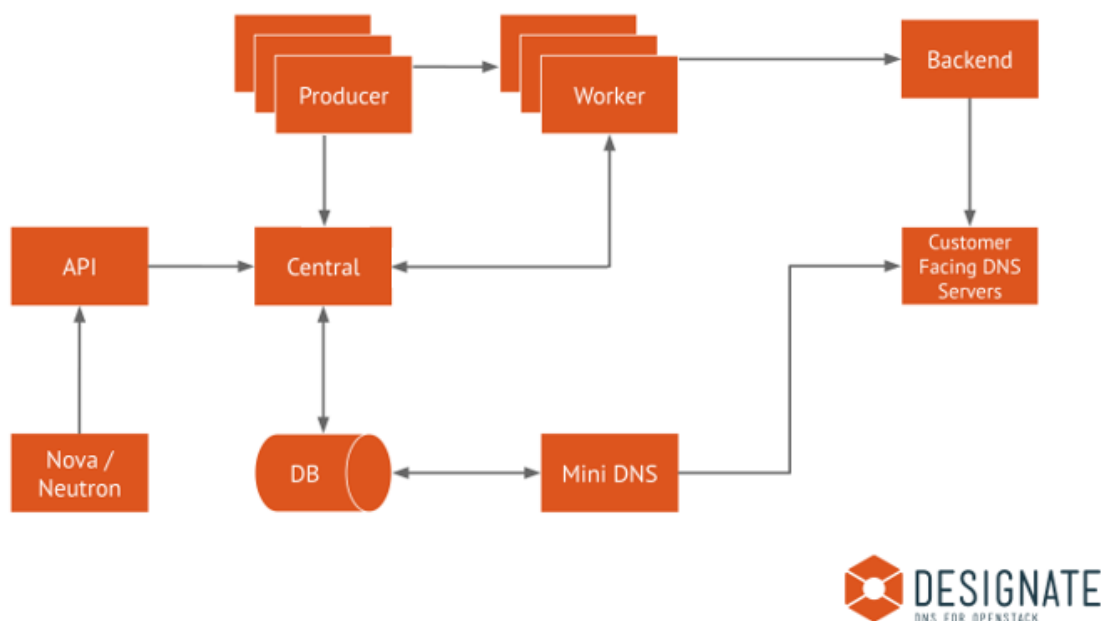 Producer
Worker
Backend
API
Central
Customer
Facing DNS
Servers
Nova /
Neutron
DB
Mini DNS
DESIGNATE
DNS FOR OPENSTACK